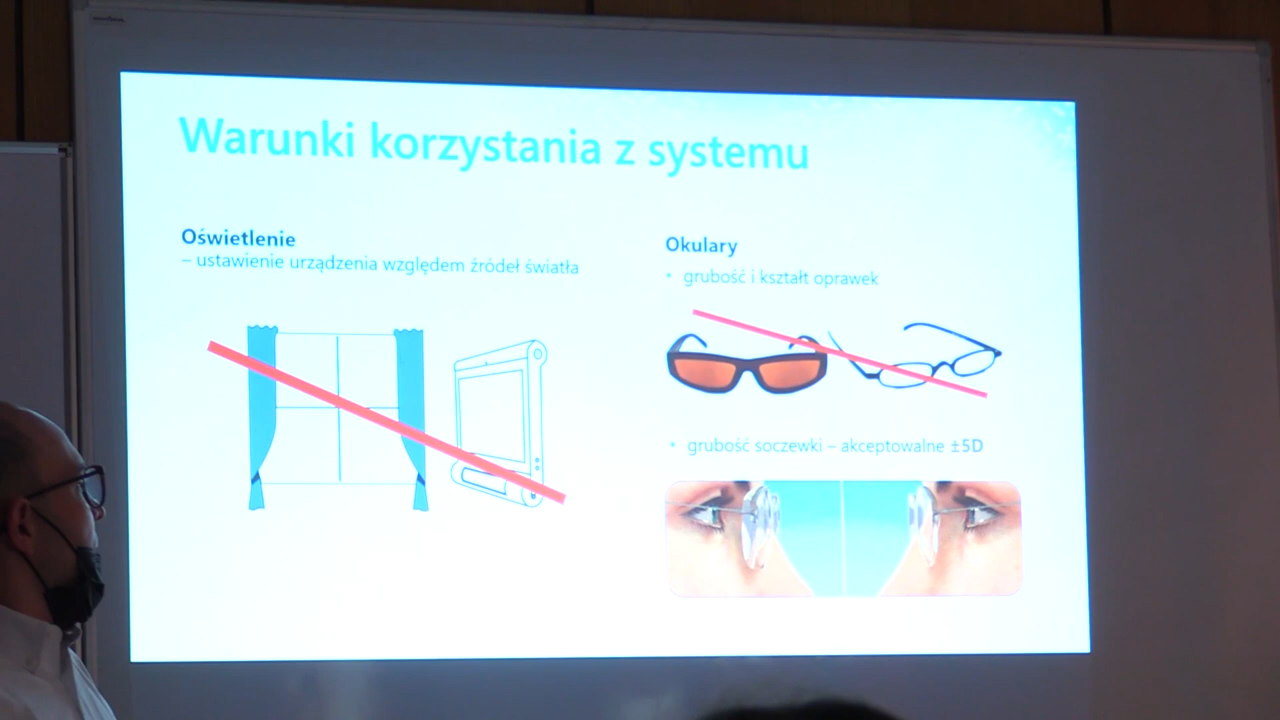 Warunki korzystania z systemu
Oświetlenie
– ustawienie urządzenia względem źródeł światła
Okulary
• grubość i kształt oprawek
• grubość soczewki – akceptowalne ±5D